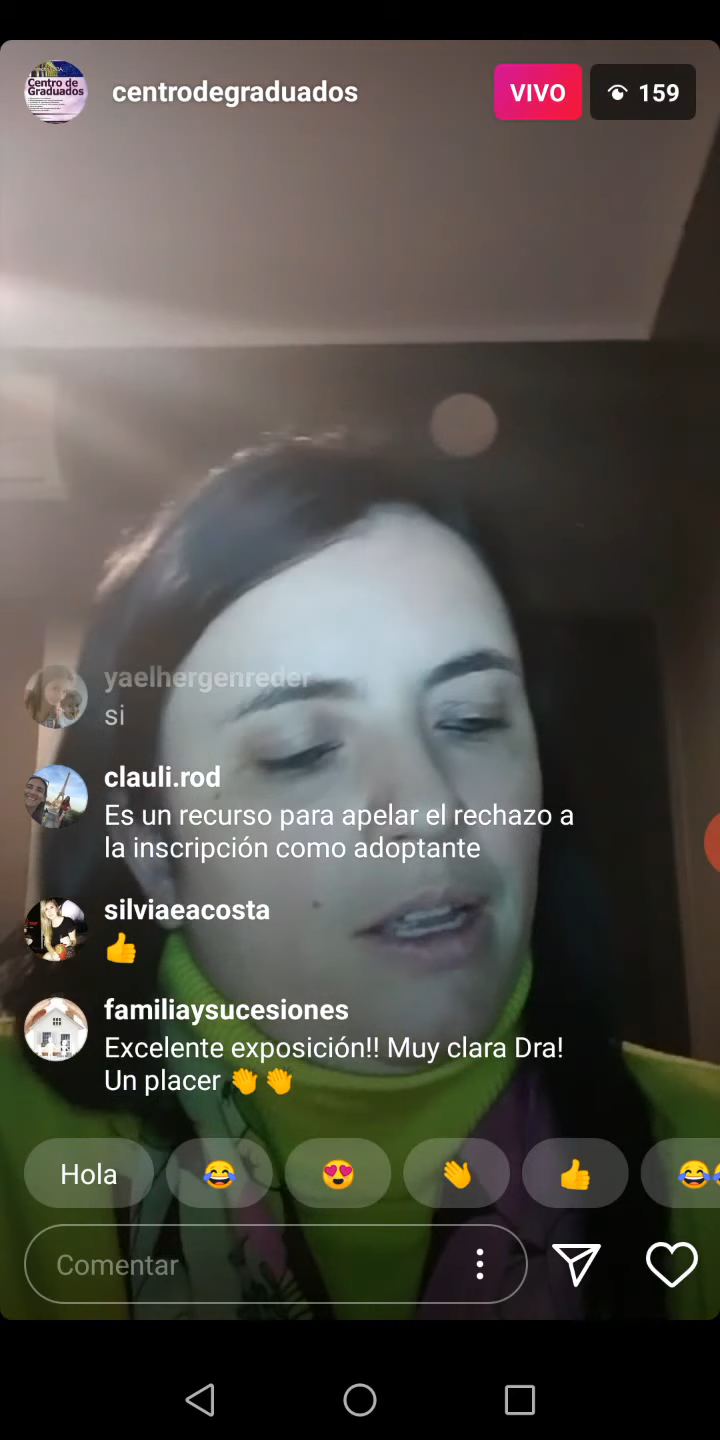 Centro de
Graduados
centrodegraduados
VIVO
159
yaelhergenreder
si
clauli.rod
Es un recurso para apelar el rechazo a
la inscripción como adoptante
silviaeacosta
👍
familiaysucesiones
Excelente exposición!! Muy clara Dra!
Un placer 👏👏
Hola
Comentar